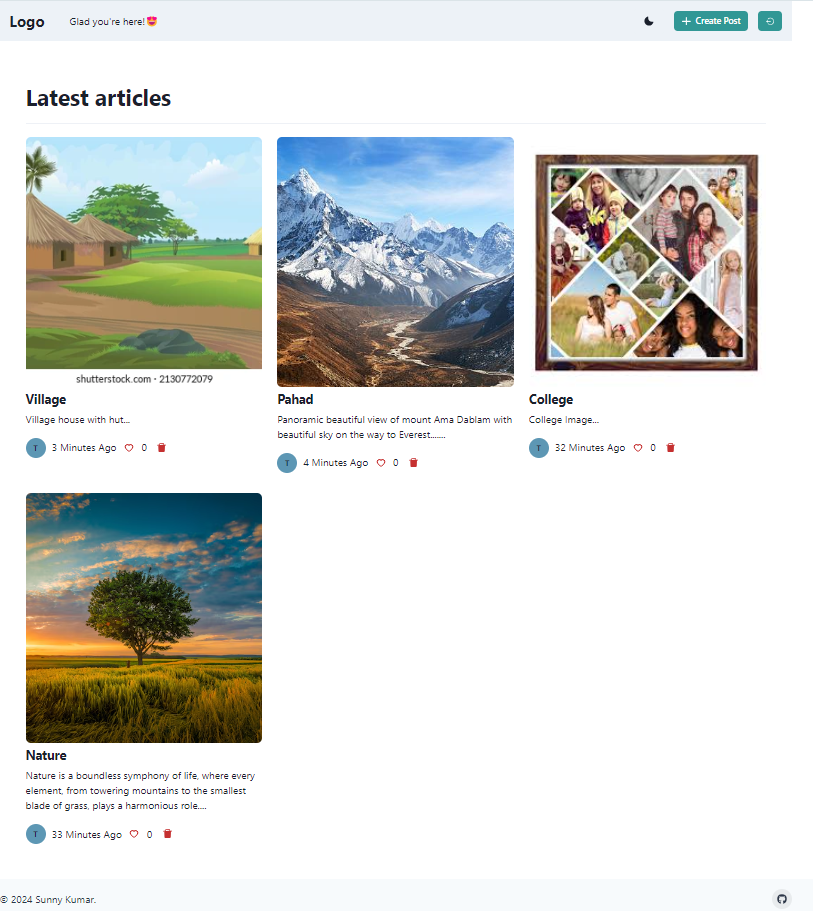 Logo
Glad you're here!😍
Create Post
Latest articles
shutterstock.com · 2130772079
Village
Village house with hut...
T 3 Minutes Ago 0
Pahad
Panoramic beautiful view of mount Ama Dablam with
beautiful sky on the way to Everest.......
T 4 Minutes Ago 0
College
College Image...
T 32 Minutes Ago 0
Nature
Nature is a boundless symphony of life, where every
element, from towering mountains to the smallest
blade of grass, plays a harmonious role....
T 33 Minutes Ago 0
© 2024 Sunny Kumar.